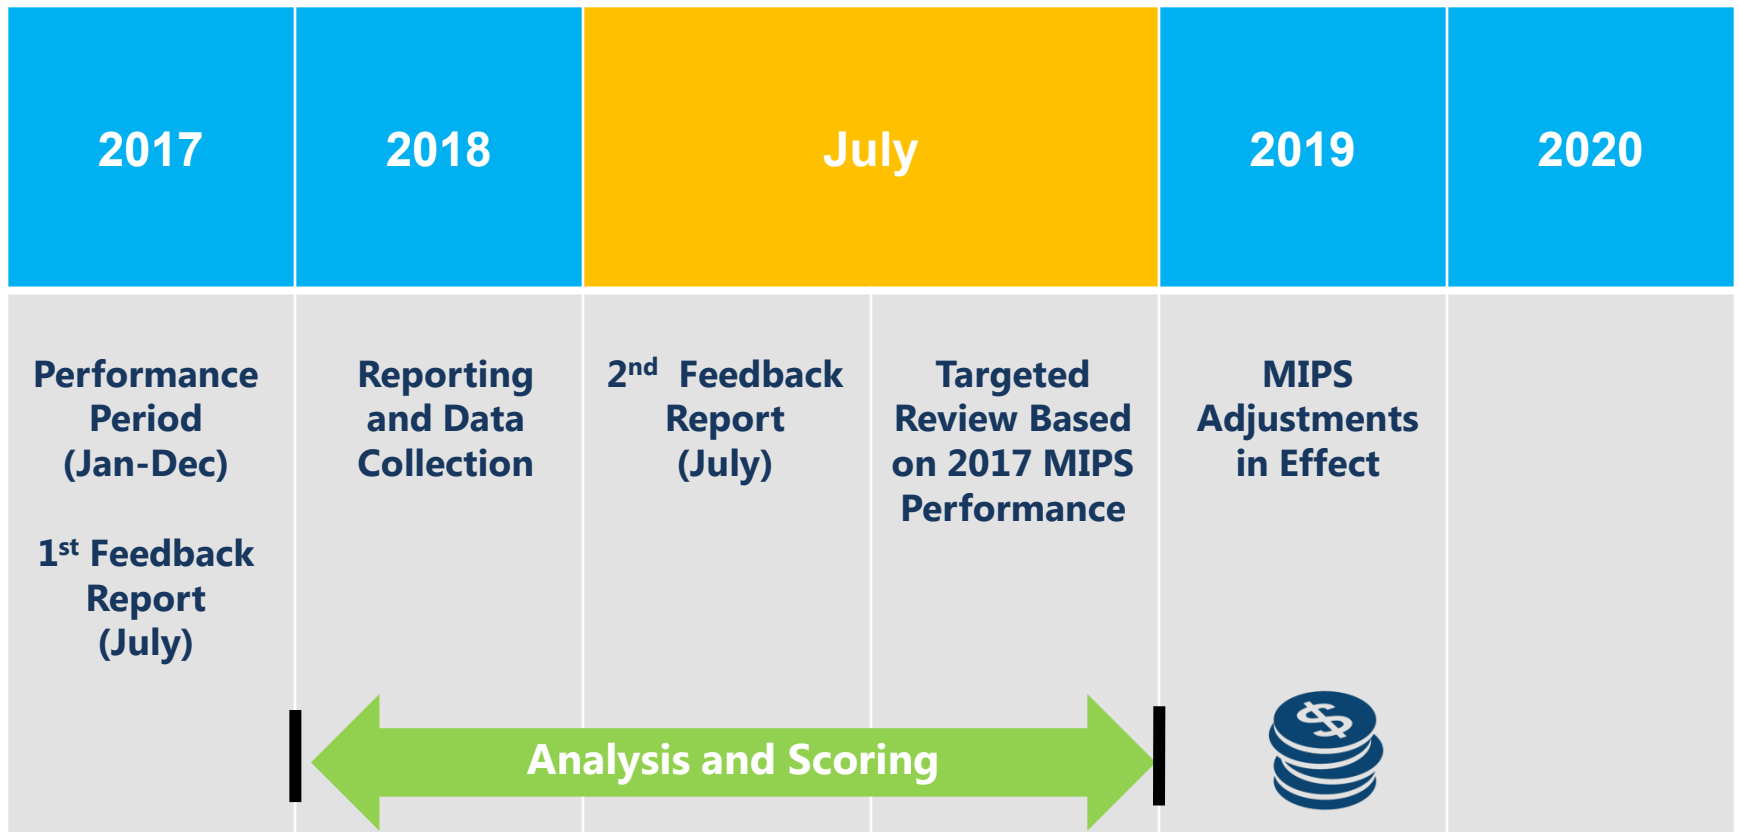 2017
2018
July
2019
2020
Performance
Period
(Jan-Dec)
1st Feedback
Report
(July)
Reporting
and Data
Collection
2nd Feedback
Report
(July)
Targeted
Review Based
on 2017 MIPS
Performance
MIPS
Adjustments
in Effect
Analysis and Scoring
$